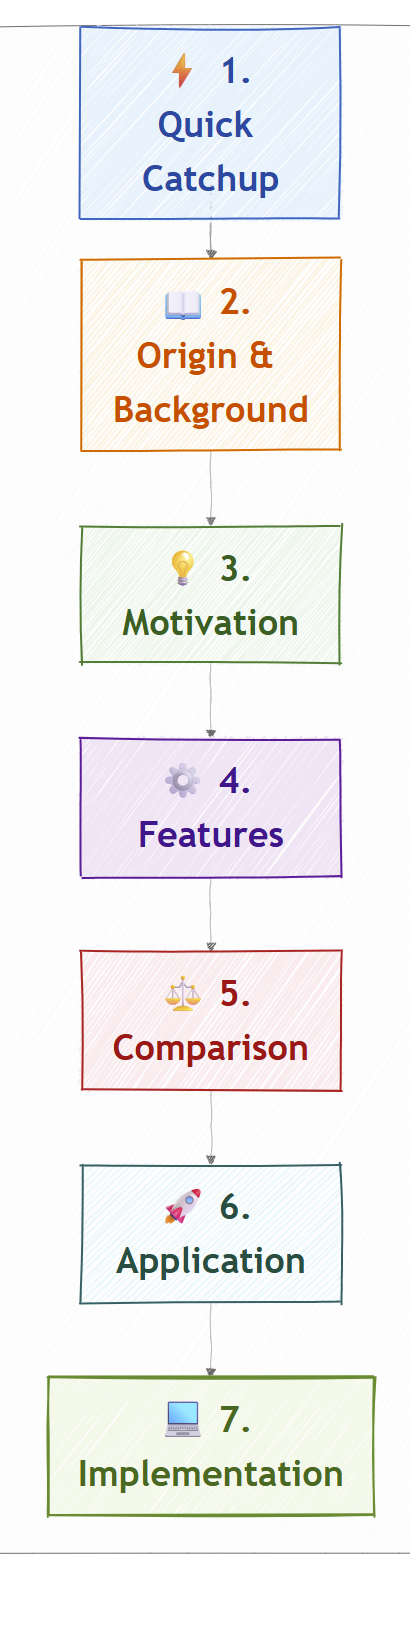 1.
Quick
Catchup
2.
Origin &
Background
3.
Motivation
4.
Features
5.
Comparison
6.
Application
7.
Implementation